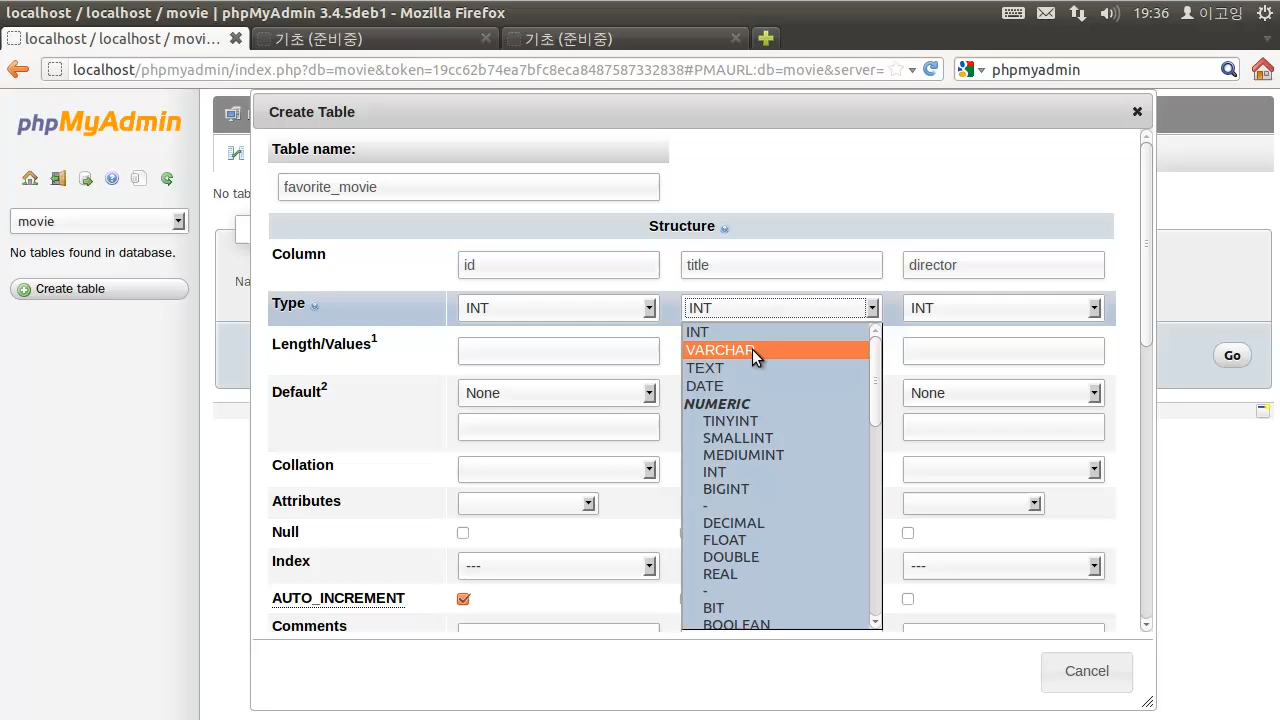 localhost / localhost / movie | phpMyAdmin 3.4.5deb1 - Mozilla Firefox
19:36 이고잉
localhost / localhost / movi...
기초 (준비중)
기초 (준비중)
localhost/phpmyadmin/index.php?db=movie&token=19cc62b74ea7bfc8eca8487587332838#PMAURL:db=movie&server=
phpmyadmin
phpMyAdmin
movie
No tables found in database.
Create table
No tab
Na
Go
Create Table
Table name:
favorite_movie
Structure
Column id title director
Type INT INT INT
Length/Values1
Default2 None None
Collation
Attributes
Null
Index --- ---
AUTO_INCREMENT
Comments
INT
VARCHAR
TEXT
DATE
NUMERIC
TINYINT
SMALLINT
MEDIUMINT
INT
BIGINT
-
DECIMAL
FLOAT
DOUBLE
REAL
-
BIT
BOOLEAN
Cancel